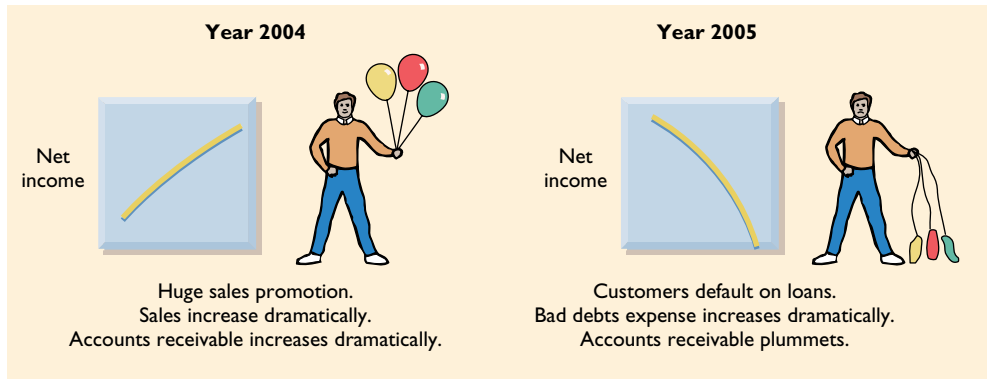 Year 2004
Net
income
Huge sales promotion.
Sales increase dramatically.
Accounts receivable increases dramatically.
Year 2005
Net
income
Customers default on loans.
Bad debts expense increases dramatically.
Accounts receivable plummets.